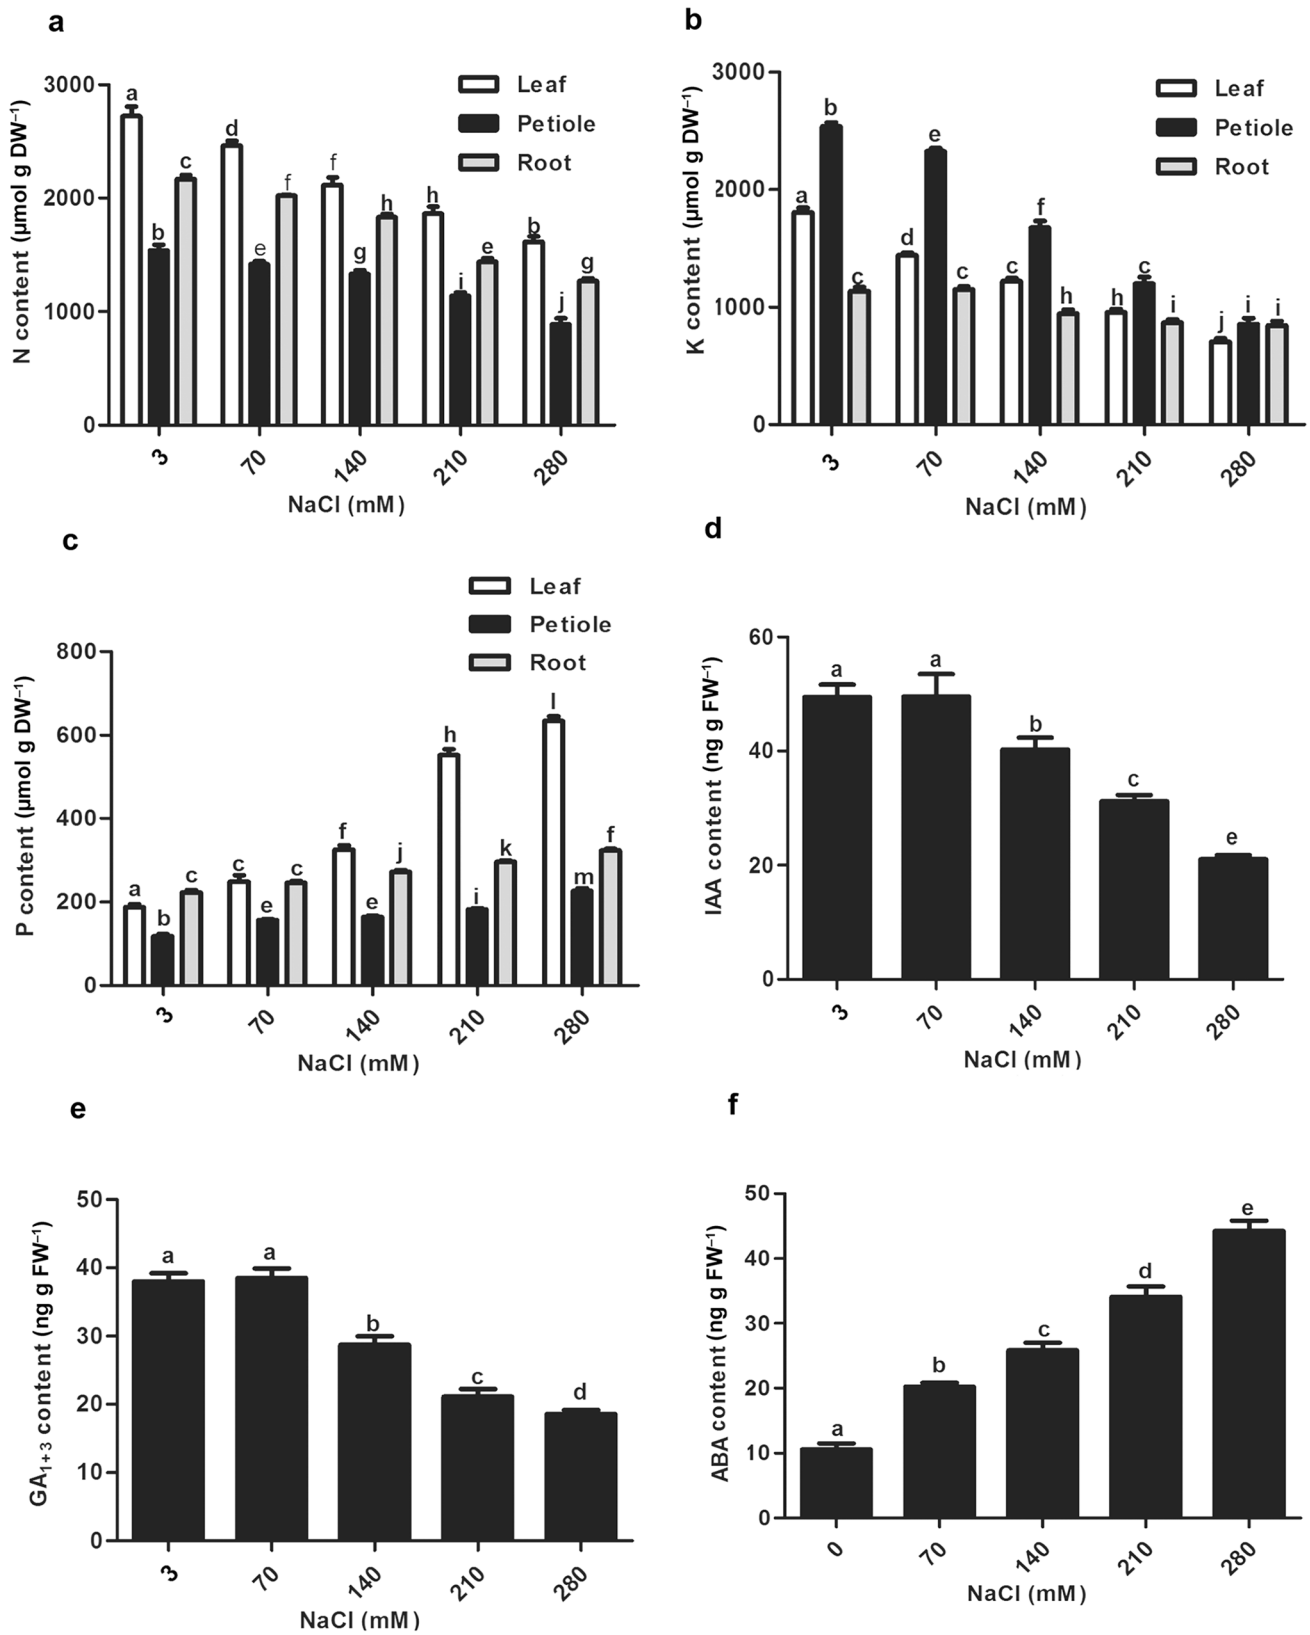 a
N content (μmol g DW⁻¹)
3000
2000
1000
0
Leaf
Petiole
Root
a
b
c
d
e
f
f
g
h
h
i
e
b
j
g
3
70
140
210
280
NaCl (mM)
b
K content (μmol g DW⁻¹)
3000
2000
1000
0
Leaf
Petiole
Root
a
b
c
d
e
c
c
f
h
h
c
i
j
i
i
3
70
140
210
280
NaCl (mM)
c
P content (μmol g DW⁻¹)
800
600
400
200
0
Leaf
Petiole
Root
a
b
c
c
e
c
f
e
j
h
i
k
l
m
f
3
70
140
210
280
NaCl (mM)
d
IAA content (ng g FW⁻¹)
60
40
20
0
a
a
b
c
e
3
70
140
210
280
NaCl (mM)
e
GA₁₊₃ content (ng g FW⁻¹)
50
40
30
20
10
0
a
a
b
c
d
3
70
140
210
280
NaCl (mM)
f
ABA content (ng g FW⁻¹)
50
40
30
20
10
0
a
b
c
d
e
0
70
140
210
280
NaCl (mM)